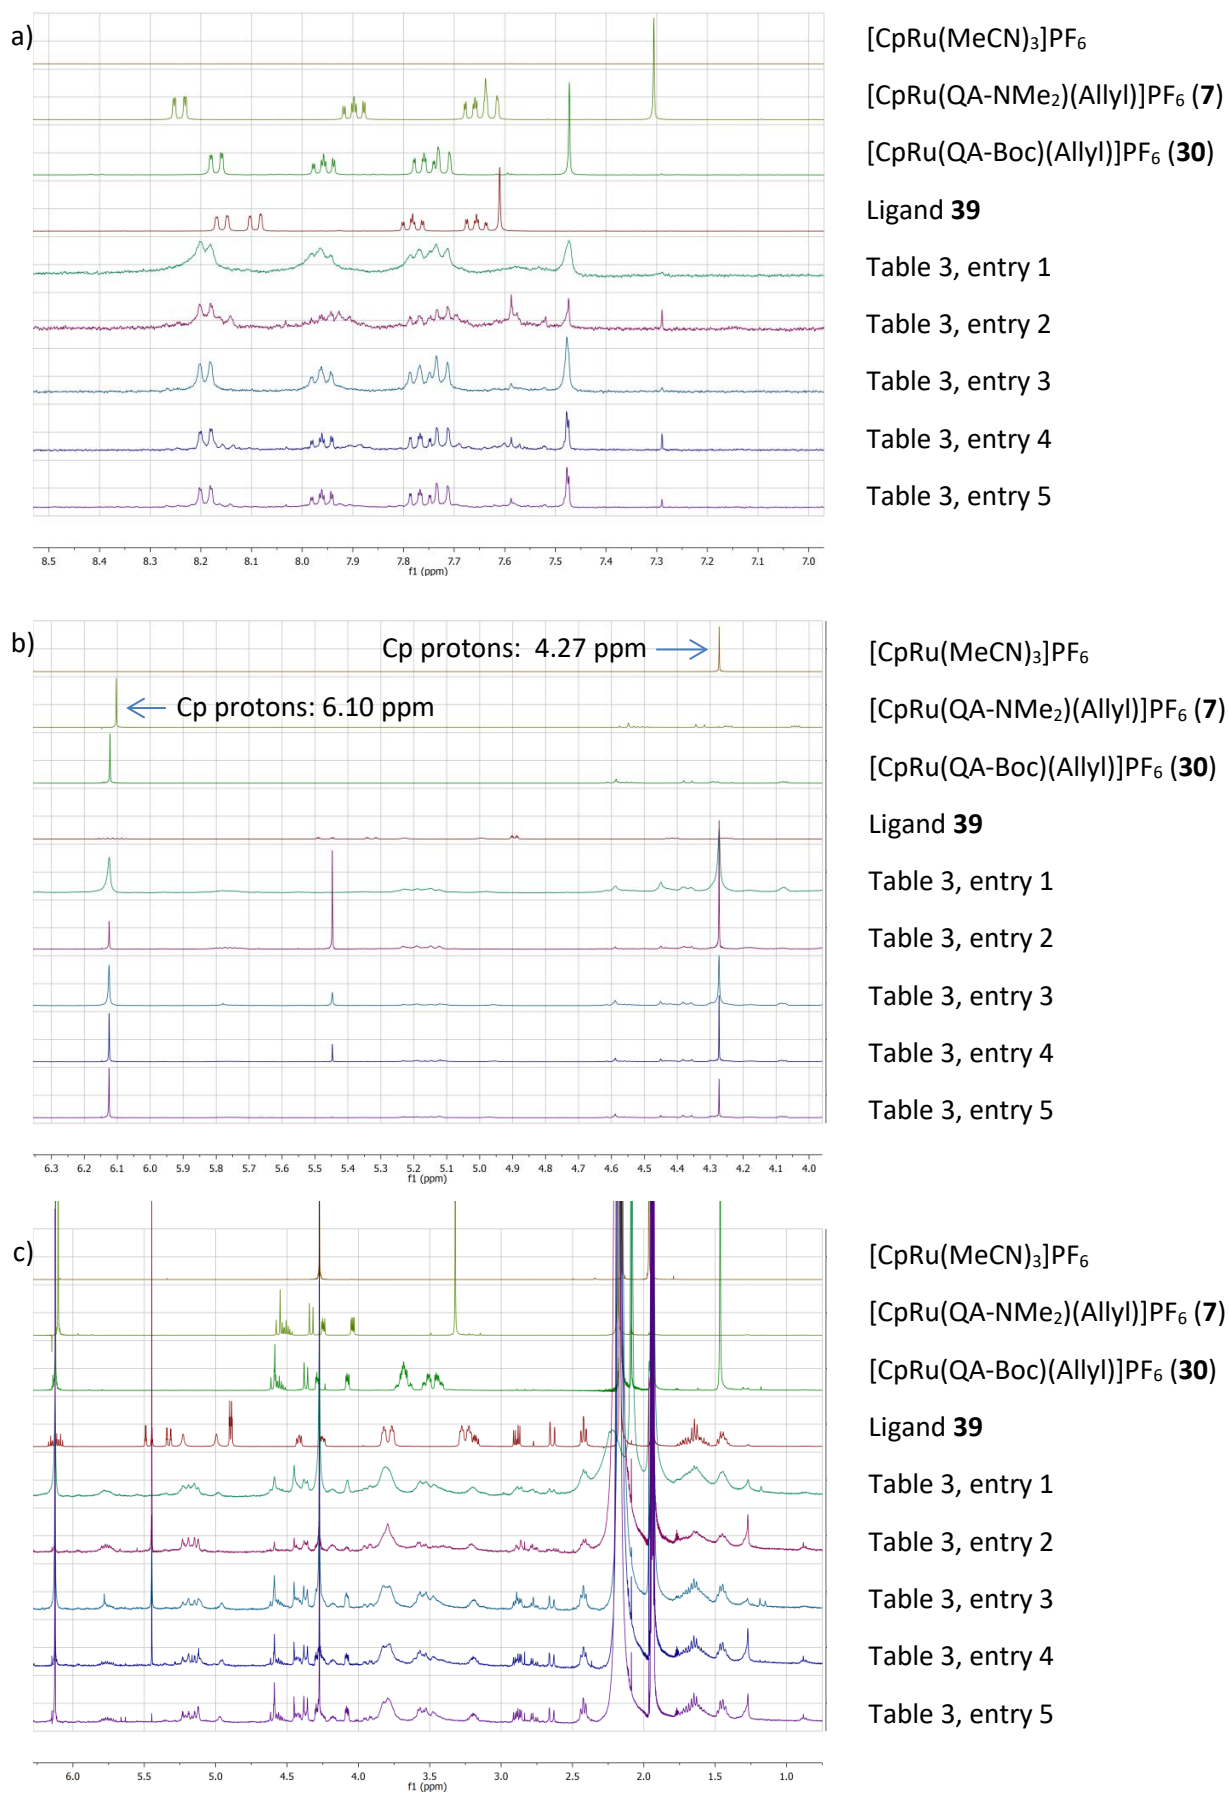 a)
[CpRu(MeCN)₃]PF₆
[CpRu(QA-NMe₂)(Allyl)]PF₆ (7)
[CpRu(QA-Boc)(Allyl)]PF₆ (30)
Ligand 39
Table 3, entry 1
Table 3, entry 2
Table 3, entry 3
Table 3, entry 4
Table 3, entry 5
8.5 8.4 8.3 8.2 8.1 8.0 7.9 7.8 7.7 7.6 7.5 7.4 7.3 7.2 7.1 7.0
f1 (ppm)
b)
Cp protons: 4.27 ppm
Cp protons: 6.10 ppm
[CpRu(MeCN)₃]PF₆
[CpRu(QA-NMe₂)(Allyl)]PF₆ (7)
[CpRu(QA-Boc)(Allyl)]PF₆ (30)
Ligand 39
Table 3, entry 1
Table 3, entry 2
Table 3, entry 3
Table 3, entry 4
Table 3, entry 5
6.3 6.2 6.1 6.0 5.9 5.8 5.7 5.6 5.5 5.4 5.3 5.2 5.1 5.0 4.9 4.8 4.7 4.6 4.5 4.4 4.3 4.2 4.1 4.0
f1 (ppm)
c)
[CpRu(MeCN)₃]PF₆
[CpRu(QA-NMe₂)(Allyl)]PF₆ (7)
[CpRu(QA-Boc)(Allyl)]PF₆ (30)
Ligand 39
Table 3, entry 1
Table 3, entry 2
Table 3, entry 3
Table 3, entry 4
Table 3, entry 5
6.0 5.5 5.0 4.5 4.0 3.5 3.0 2.5 2.0 1.5 1.0
f1 (ppm)